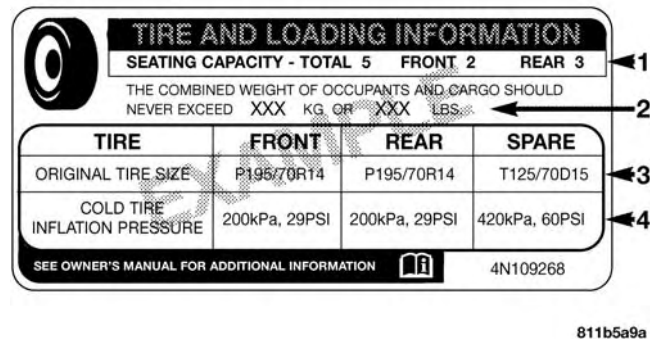 TIRE AND LOADING INFORMATION
SEATING CAPACITY - TOTAL 5 FRONT 2 REAR 3
1
THE COMBINED WEIGHT OF OCCUPANTS AND CARGO SHOULD
NEVER EXCEED XXX KG OR XXX LBS.
2
EXAMPLE
TIRE FRONT REAR SPARE
ORIGINAL TIRE SIZE P195/70R14 P195/70R14 T125/70D15
3
COLD TIRE
INFLATION PRESSURE 200kPa, 29PSI 200kPa, 29PSI 420kPa, 60PSI
4
SEE OWNER'S MANUAL FOR ADDITIONAL INFORMATION 4N109268
811b5a9a